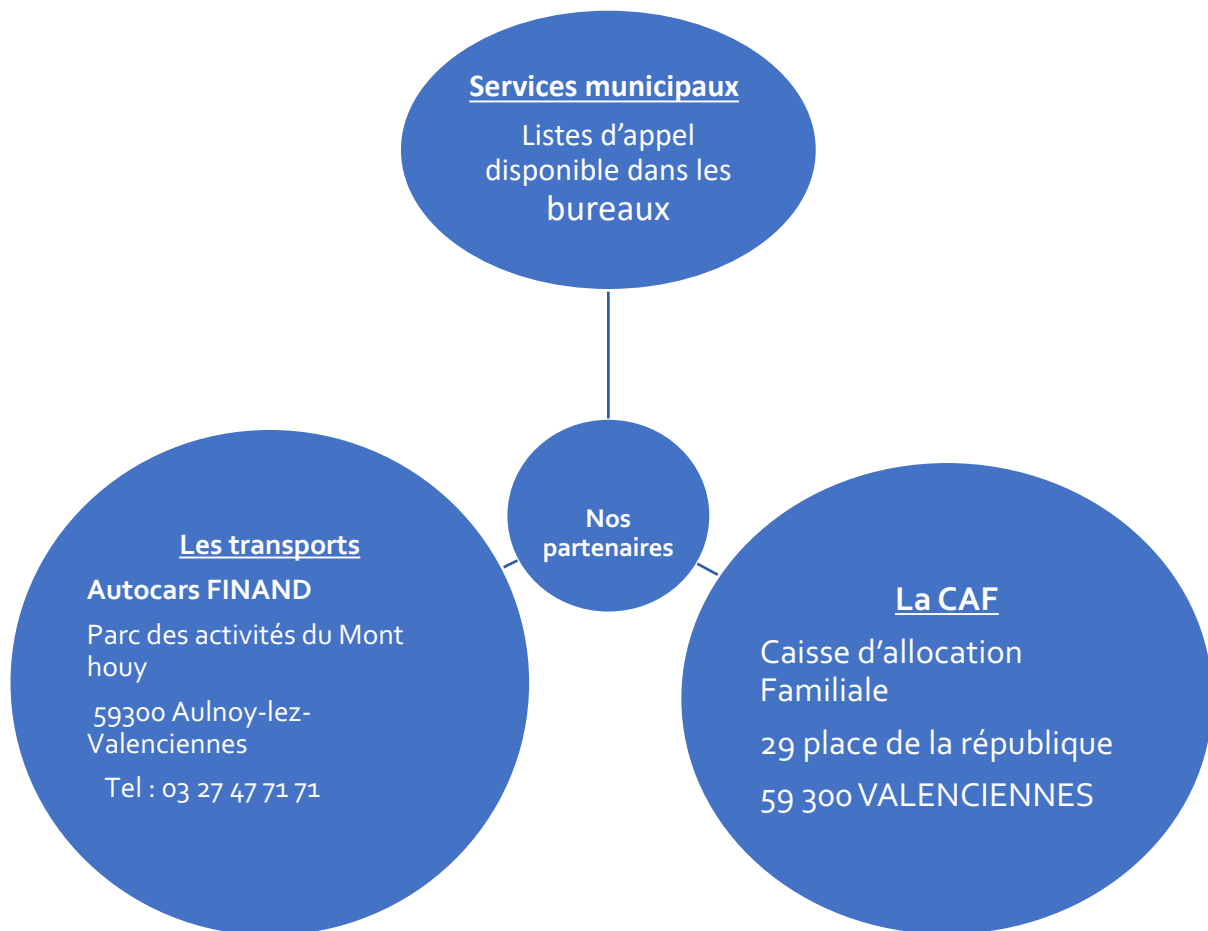 Services municipaux
Listes d’appel
disponible dans les
bureaux
Nos
partenaires
Les transports
Autocars FINAND
Parc des activités du Mont
houy
59300 Aulnoy-lez-
Valenciennes
Tel : 03 27 47 71 71
La CAF
Caisse d’allocation
Familiale
29 place de la république
59 300 VALENCIENNES